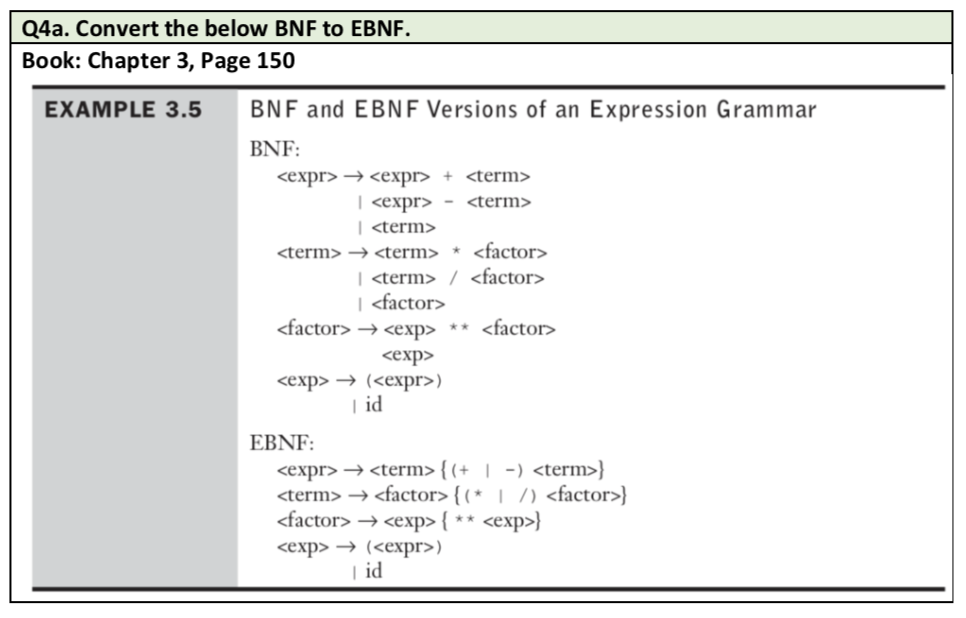 Q4a. Convert the below BNF to EBNF.
Book: Chapter 3, Page 150
EXAMPLE 3.5 BNF and EBNF Versions of an Expression Grammar
BNF:
<expr> → <expr> + <term>
| <expr> - <term>
| <term>
<term> → <term> * <factor>
| <term> / <factor>
| <factor>
<factor> → <exp> ** <factor>
<exp>
<exp> → (<expr>)
| id
EBNF:
<expr> → <term> {(+ | -) <term>}
<term> → <factor> {(* | /) <factor>}
<factor> → <exp> { ** <exp>}
<exp> → (<expr>)
| id